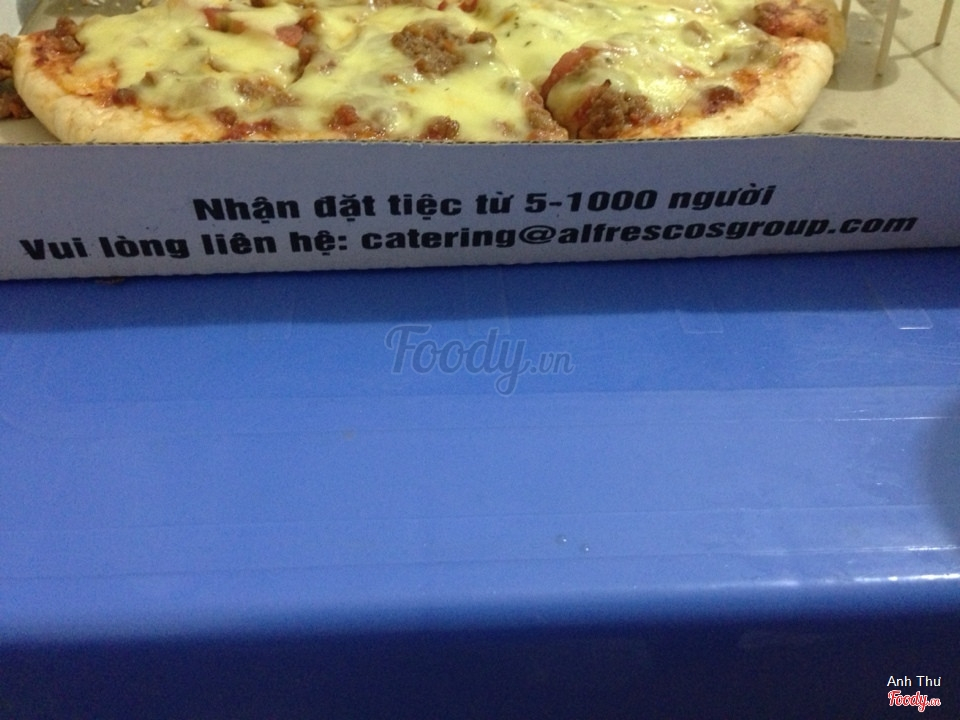 Nhận đặt tiệc từ 5-1000 người
Vui lòng liên hệ: catering@alfrescosgroup.com
Foody.vn
Anh Thư
Foody.vn